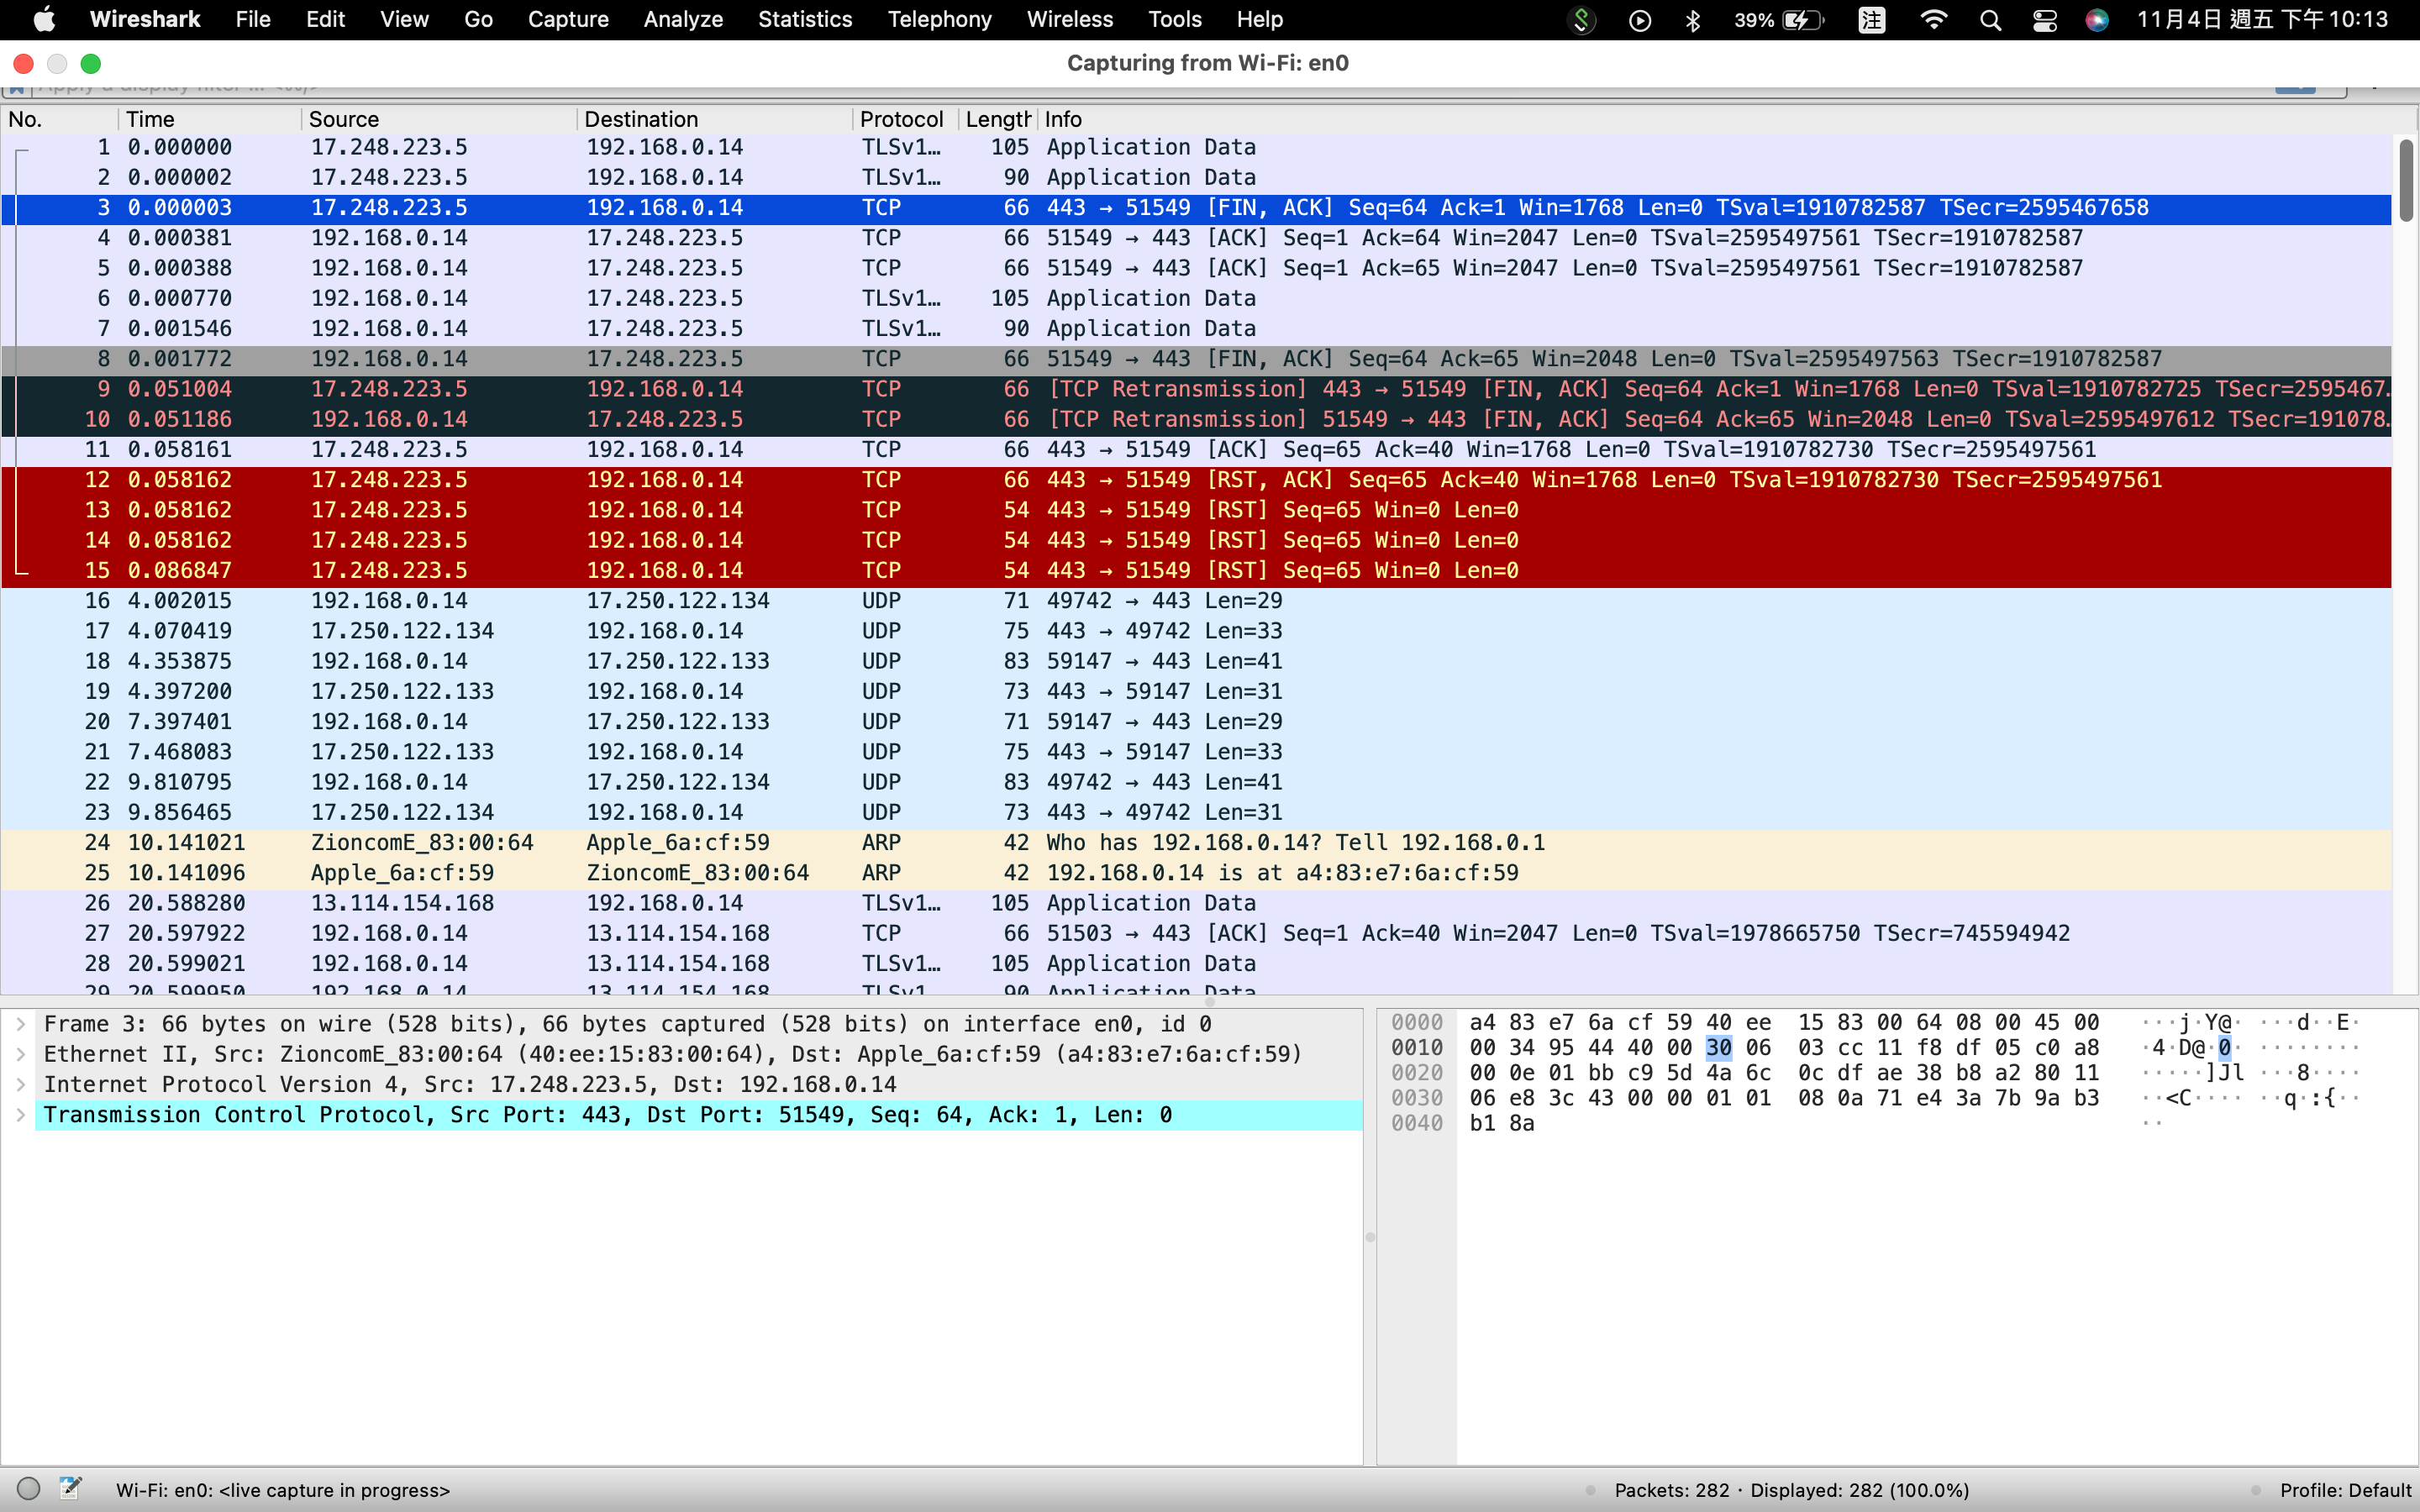 Wireshark File Edit View Go Capture Analyze Statistics Telephony Wireless Tools Help 39% 注 11月4日 週五 下午10:13
Capturing from Wi-Fi: en0
Apply a display filter ...
No. Time Source Destination Protocol Length Info
1 0.000000 17.248.223.5 192.168.0.14 TLSv1… 105 Application Data
2 0.000002 17.248.223.5 192.168.0.14 TLSv1… 90 Application Data
3 0.000003 17.248.223.5 192.168.0.14 TCP 66 443 → 51549 [FIN, ACK] Seq=64 Ack=1 Win=1768 Len=0 TSval=1910782587 TSecr=2595467658
4 0.000381 192.168.0.14 17.248.223.5 TCP 66 51549 → 443 [ACK] Seq=1 Ack=64 Win=2047 Len=0 TSval=2595497561 TSecr=1910782587
5 0.000388 192.168.0.14 17.248.223.5 TCP 66 51549 → 443 [ACK] Seq=1 Ack=65 Win=2047 Len=0 TSval=2595497561 TSecr=1910782587
6 0.000770 192.168.0.14 17.248.223.5 TLSv1… 105 Application Data
7 0.001546 192.168.0.14 17.248.223.5 TLSv1… 90 Application Data
8 0.001772 192.168.0.14 17.248.223.5 TCP 66 51549 → 443 [FIN, ACK] Seq=64 Ack=65 Win=2048 Len=0 TSval=2595497563 TSecr=1910782587
9 0.051004 17.248.223.5 192.168.0.14 TCP 66 [TCP Retransmission] 443 → 51549 [FIN, ACK] Seq=64 Ack=1 Win=1768 Len=0 TSval=1910782725 TSecr=2595467…
10 0.051186 192.168.0.14 17.248.223.5 TCP 66 [TCP Retransmission] 51549 → 443 [FIN, ACK] Seq=64 Ack=65 Win=2048 Len=0 TSval=2595497612 TSecr=191078…
11 0.058161 17.248.223.5 192.168.0.14 TCP 66 443 → 51549 [ACK] Seq=65 Ack=40 Win=1768 Len=0 TSval=1910782730 TSecr=2595497561
12 0.058162 17.248.223.5 192.168.0.14 TCP 66 443 → 51549 [RST, ACK] Seq=65 Ack=40 Win=1768 Len=0 TSval=1910782730 TSecr=2595497561
13 0.058162 17.248.223.5 192.168.0.14 TCP 54 443 → 51549 [RST] Seq=65 Win=0 Len=0
14 0.058162 17.248.223.5 192.168.0.14 TCP 54 443 → 51549 [RST] Seq=65 Win=0 Len=0
15 0.086847 17.248.223.5 192.168.0.14 TCP 54 443 → 51549 [RST] Seq=65 Win=0 Len=0
16 4.002015 192.168.0.14 17.250.122.134 UDP 71 49742 → 443 Len=29
17 4.070419 17.250.122.134 192.168.0.14 UDP 75 443 → 49742 Len=33
18 4.353875 192.168.0.14 17.250.122.133 UDP 83 59147 → 443 Len=41
19 4.397200 17.250.122.133 192.168.0.14 UDP 73 443 → 59147 Len=31
20 7.397401 192.168.0.14 17.250.122.133 UDP 71 59147 → 443 Len=29
21 7.468083 17.250.122.133 192.168.0.14 UDP 75 443 → 59147 Len=33
22 9.810795 192.168.0.14 17.250.122.134 UDP 83 49742 → 443 Len=41
23 9.856465 17.250.122.134 192.168.0.14 UDP 73 443 → 49742 Len=31
24 10.141021 ZioncomE_83:00:64 Apple_6a:cf:59 ARP 42 Who has 192.168.0.14? Tell 192.168.0.1
25 10.141096 Apple_6a:cf:59 ZioncomE_83:00:64 ARP 42 192.168.0.14 is at a4:83:e7:6a:cf:59
26 20.588280 13.114.154.168 192.168.0.14 TLSv1… 105 Application Data
27 20.597922 192.168.0.14 13.114.154.168 TCP 66 51503 → 443 [ACK] Seq=1 Ack=40 Win=2047 Len=0 TSval=1978665750 TSecr=745594942
28 20.599021 192.168.0.14 13.114.154.168 TLSv1… 105 Application Data
29 20.599950 192.168.0.14 13.114.154.168 TLSv1 90 Application Data
Frame 3: 66 bytes on wire (528 bits), 66 bytes captured (528 bits) on interface en0, id 0
Ethernet II, Src: ZioncomE_83:00:64 (40:ee:15:83:00:64), Dst: Apple_6a:cf:59 (a4:83:e7:6a:cf:59)
Internet Protocol Version 4, Src: 17.248.223.5, Dst: 192.168.0.14
Transmission Control Protocol, Src Port: 443, Dst Port: 51549, Seq: 64, Ack: 1, Len: 0
0000 a4 83 e7 6a cf 59 40 ee 15 83 00 64 08 00 45 00 ···j·Y@· ···d··E·
0010 00 34 95 44 40 00 30 06 03 cc 11 f8 df 05 c0 a8 ·4·D@·0· ········
0020 00 0e 01 bb c9 5d 4a 6c 0c df ae 38 b8 a2 80 11 ·····]Jl ···8····
0030 06 e8 3c 43 00 00 01 01 08 0a 71 e4 3a 7b 9a b3 ··<C···· ··q·:{··
0040 b1 8a ··
Wi-Fi: en0: <live capture in progress> Packets: 282 · Displayed: 282 (100.0%) Profile: Default